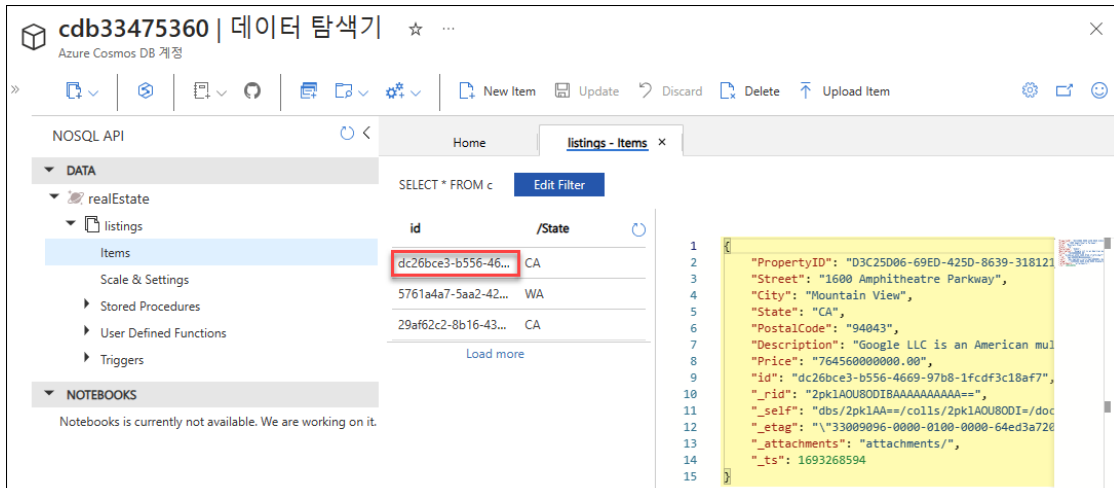 cdb33475360 | 데이터 탐색기 ☆ ···
Azure Cosmos DB 계정
New Item Update Discard Delete Upload Item
NOSQL API
DATA
realEstate
listings
Items
Scale & Settings
Stored Procedures
User Defined Functions
Triggers
NOTEBOOKS
Notebooks is currently not available. We are working on it.
Home listings - Items ×
SELECT * FROM c Edit Filter
id /State
dc26bce3-b556-46... CA
5761a4a7-5aa2-42... WA
29af62c2-8b16-43... CA
Load more
1 {
2 "PropertyID": "D3C25D06-69ED-425D-8639-318121
3 "Street": "1600 Amphitheatre Parkway",
4 "City": "Mountain View",
5 "State": "CA",
6 "PostalCode": "94043",
7 "Description": "Google LLC is an American mul
8 "Price": "764560000000.00",
9 "id": "dc26bce3-b556-4669-97b8-1fcdf3c18af7",
10 "_rid": "2pklAOU8ODIBAAAAAAAAAA==",
11 "_self": "dbs/2pklAA==/colls/2pklAOU8ODI=/doc
12 "_etag": "\"33009096-0000-0100-0000-64ed3a720
13 "_attachments": "attachments/",
14 "_ts": 1693268594
15 }